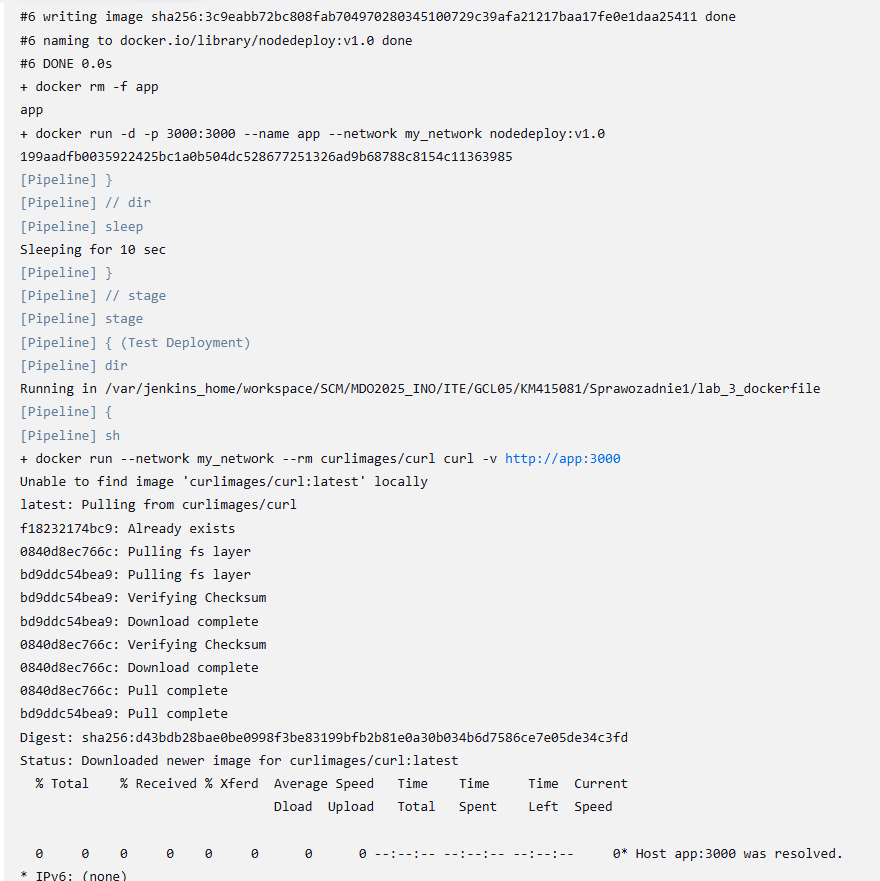 #6 writing image sha256:3c9eabb72bc808fab704970280345100729c39afa21217baa17fe0e1daa25411 done
#6 naming to docker.io/library/nodedeploy:v1.0 done
#6 DONE 0.0s
+ docker rm -f app
app
+ docker run -d -p 3000:3000 --name app --network my_network nodedeploy:v1.0
199aadfb0035922425bc1a0b504dc528677251326ad9b68788c8154c11363985
[Pipeline] }
[Pipeline] // dir
[Pipeline] sleep
Sleeping for 10 sec
[Pipeline] }
[Pipeline] // stage
[Pipeline] stage
[Pipeline] { (Test Deployment)
[Pipeline] dir
Running in /var/jenkins_home/workspace/SCM/MDO2025_INO/ITE/GCL05/KM415081/Sprawozadnie1/lab_3_dockerfile
[Pipeline] {
[Pipeline] sh
+ docker run --network my_network --rm curlimages/curl curl -v http://app:3000
Unable to find image 'curlimages/curl:latest' locally
latest: Pulling from curlimages/curl
f18232174bc9: Already exists
0840d8ec766c: Pulling fs layer
bd9ddc54bea9: Pulling fs layer
bd9ddc54bea9: Verifying Checksum
bd9ddc54bea9: Download complete
0840d8ec766c: Verifying Checksum
0840d8ec766c: Download complete
0840d8ec766c: Pull complete
bd9ddc54bea9: Pull complete
Digest: sha256:d43bdb28bae0be0998f3be83199bfb2b81e0a30b034b6d7586ce7e05de34c3fd
Status: Downloaded newer image for curlimages/curl:latest
  % Total    % Received % Xferd  Average Speed   Time    Time     Time  Current
                                 Dload  Upload   Total   Spent    Left  Speed
  0     0    0     0    0     0      0      0 --:--:-- --:--:-- --:--:--     0* Host app:3000 was resolved.
* IPv6: (none)